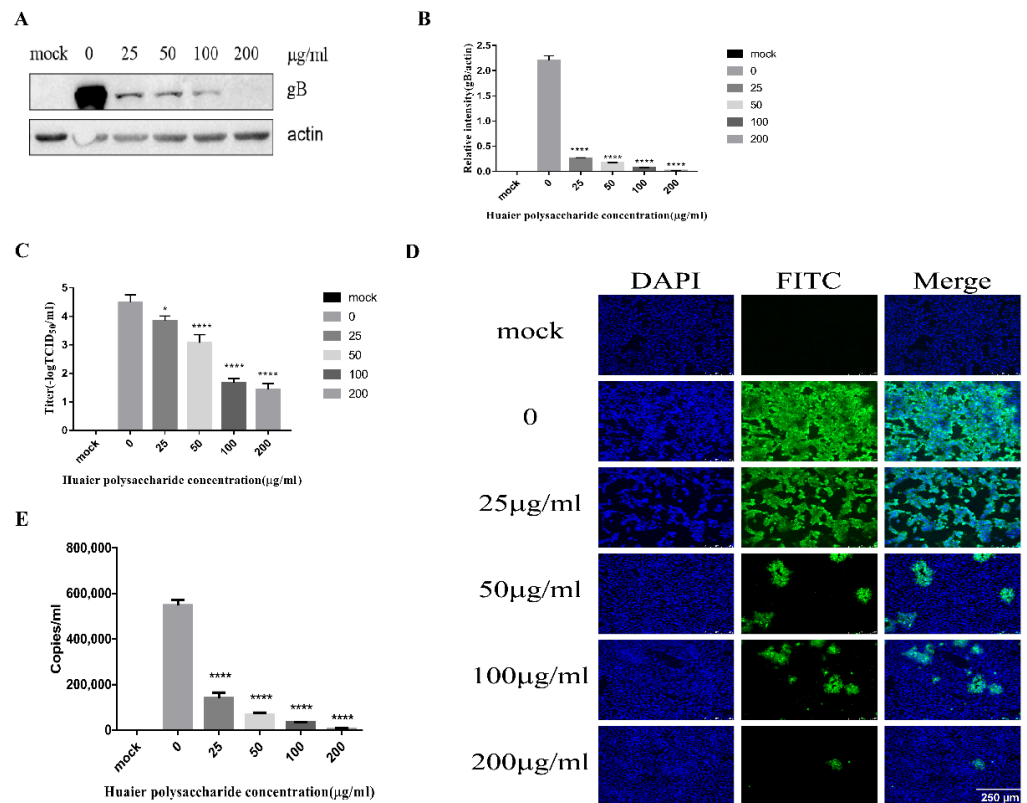 A
mock 0 25 50 100 200 μg/ml
gB
actin
B
Relative intensity(gB/actin)
2.5
2.0
1.5
1.0
0.5
0.0
**** **** **** ****
mock 0 25 50 100 200
Huaier polysaccharide concentration(μg/ml)
mock
0
25
50
100
200
C
Titer(-logTCID50/ml)
5
4
3
2
1
0
* **** **** ****
mock 0 25 50 100 200
Huaier polysaccharide concentration(μg/ml)
mock
0
25
50
100
200
D
DAPI FITC Merge
mock
0
25μg/ml
50μg/ml
100μg/ml
200μg/ml
250 μm
E
Copies/ml
800,000
600,000
400,000
200,000
0
**** **** **** ****
mock 0 25 50 100 200
Huaier polysaccharide concentration(μg/ml)